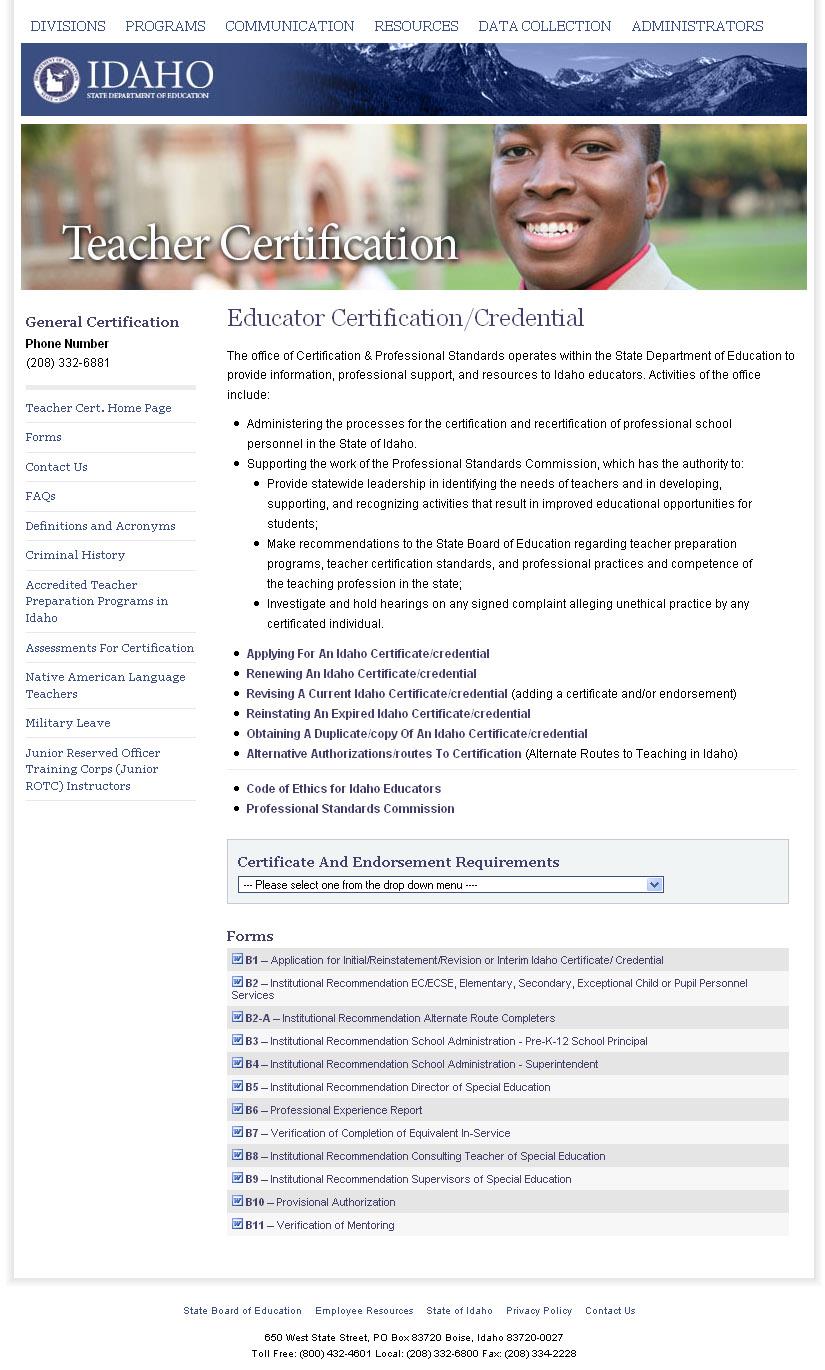 DIVISIONS PROGRAMS COMMUNICATION RESOURCES DATA COLLECTION ADMINISTRATORS
IDAHO
STATE DEPARTMENT OF EDUCATION
Teacher Certification
General Certification
Phone Number
(208) 332-6881
Teacher Cert. Home Page
Forms
Contact Us
FAQs
Definitions and Acronyms
Criminal History
Accredited Teacher
Preparation Programs in
Idaho
Assessments For Certification
Native American Language
Teachers
Military Leave
Junior Reserved Officer
Training Corps (Junior
ROTC) Instructors
Educator Certification/Credential
The office of Certification & Professional Standards operates within the State Department of Education to
provide information, professional support, and resources to Idaho educators. Activities of the office
include:
• Administering the processes for the certification and recertification of professional school
personnel in the State of Idaho.
• Supporting the work of the Professional Standards Commission, which has the authority to:
• Provide statewide leadership in identifying the needs of teachers and in developing,
supporting, and recognizing activities that result in improved educational opportunities for
students;
• Make recommendations to the State Board of Education regarding teacher preparation
programs, teacher certification standards, and professional practices and competence of
the teaching profession in the state;
• Investigate and hold hearings on any signed complaint alleging unethical practice by any
certificated individual.
• Applying For An Idaho Certificate/credential
• Renewing An Idaho Certificate/credential
• Revising A Current Idaho Certificate/credential (adding a certificate and/or endorsement)
• Reinstating An Expired Idaho Certificate/credential
• Obtaining A Duplicate/copy Of An Idaho Certificate/credential
• Alternative Authorizations/routes To Certification (Alternate Routes to Teaching in Idaho)
• Code of Ethics for Idaho Educators
• Professional Standards Commission
Certificate And Endorsement Requirements
--- Please select one from the drop down menu ----
Forms
B1 – Application for Initial/Reinstatement/Revision or Interim Idaho Certificate/ Credential
B2 – Institutional Recommendation EC/ECSE, Elementary, Secondary, Exceptional Child or Pupil Personnel
Services
B2-A – Institutional Recommendation Alternate Route Completers
B3 – Institutional Recommendation School Administration - Pre-K-12 School Principal
B4 – Institutional Recommendation School Administration - Superintendent
B5 – Institutional Recommendation Director of Special Education
B6 – Professional Experience Report
B7 – Verification of Completion of Equivalent In-Service
B8 – Institutional Recommendation Consulting Teacher of Special Education
B9 – Institutional Recommendation Supervisors of Special Education
B10 – Provisional Authorization
B11 – Verification of Mentoring
State Board of Education Employee Resources State of Idaho Privacy Policy Contact Us
650 West State Street, PO Box 83720 Boise, Idaho 83720-0027
Toll Free: (800) 432-4601 Local: (208) 332-6800 Fax: (208) 334-2228